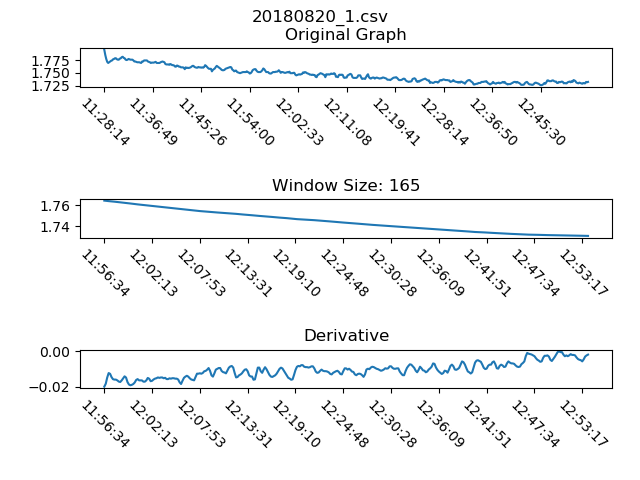 20180820_1.csv
Original Graph
1.775
1.750
1.725
11:28:14 11:36:49 11:45:26 11:54:00 12:02:33 12:11:08 12:19:41 12:28:14 12:36:50 12:45:30
Window Size: 165
1.76
1.74
11:56:34 12:02:13 12:07:53 12:13:31 12:19:10 12:24:48 12:30:28 12:36:09 12:41:51 12:47:34 12:53:17
Derivative
0.00
−0.02
11:56:34 12:02:13 12:07:53 12:13:31 12:19:10 12:24:48 12:30:28 12:36:09 12:41:51 12:47:34 12:53:17